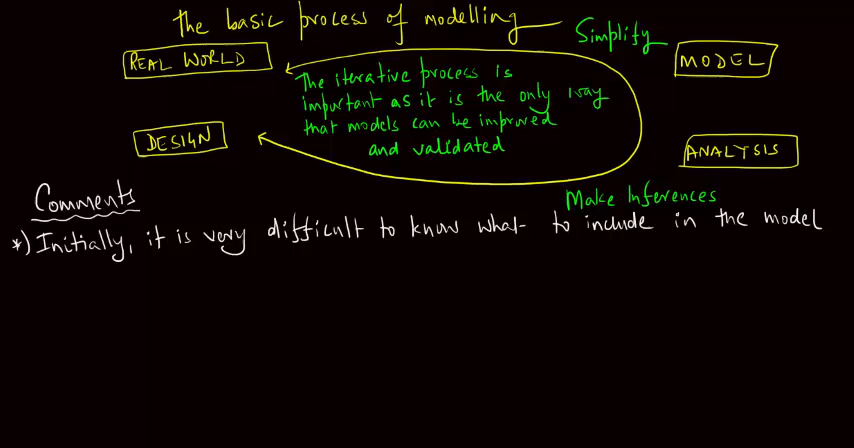 the basic process of modelling
Simplify
REAL WORLD
MODEL
The iterative process is
important as it is the only way
that models can be improved
and validated
DESIGN
ANALYSIS
Comments
Make Inferences
*) Initially, it is very difficult to know what to include in the model